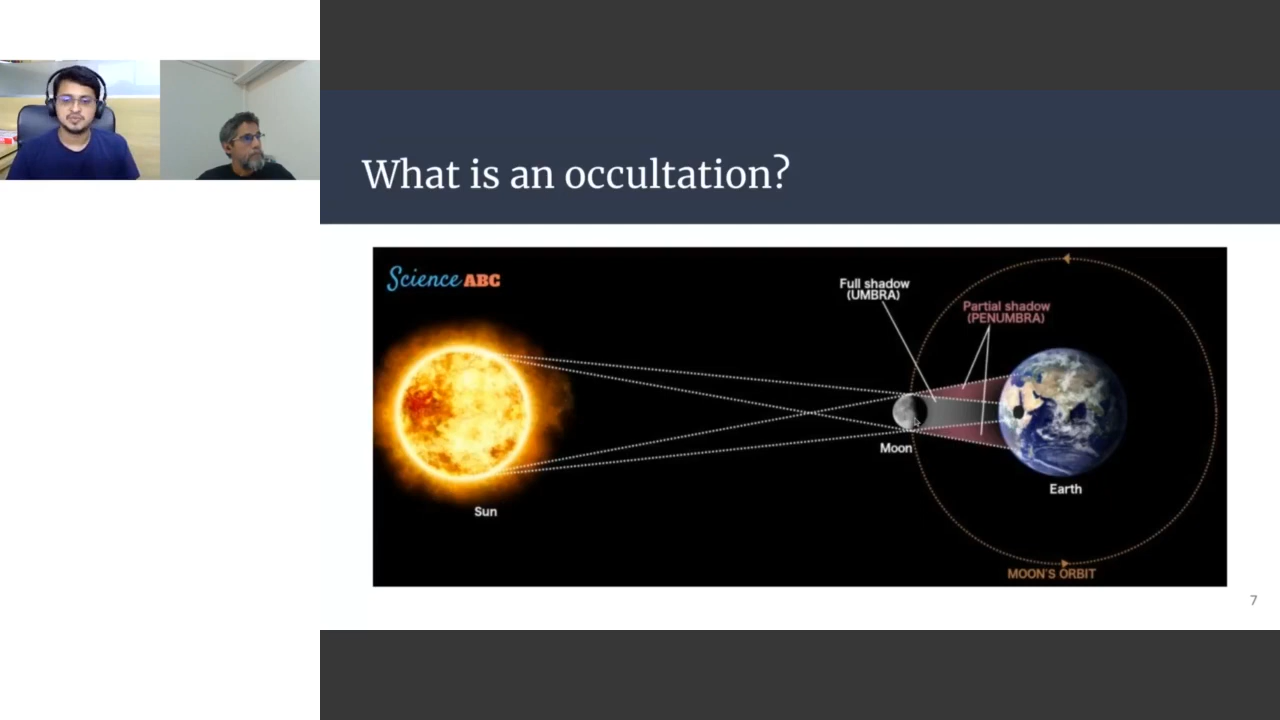 What is an occultation?
Science ABC
Full shadow
(UMBRA)
Partial shadow
(PENUMBRA)
Moon
Earth
Sun
MOON'S ORBIT
7